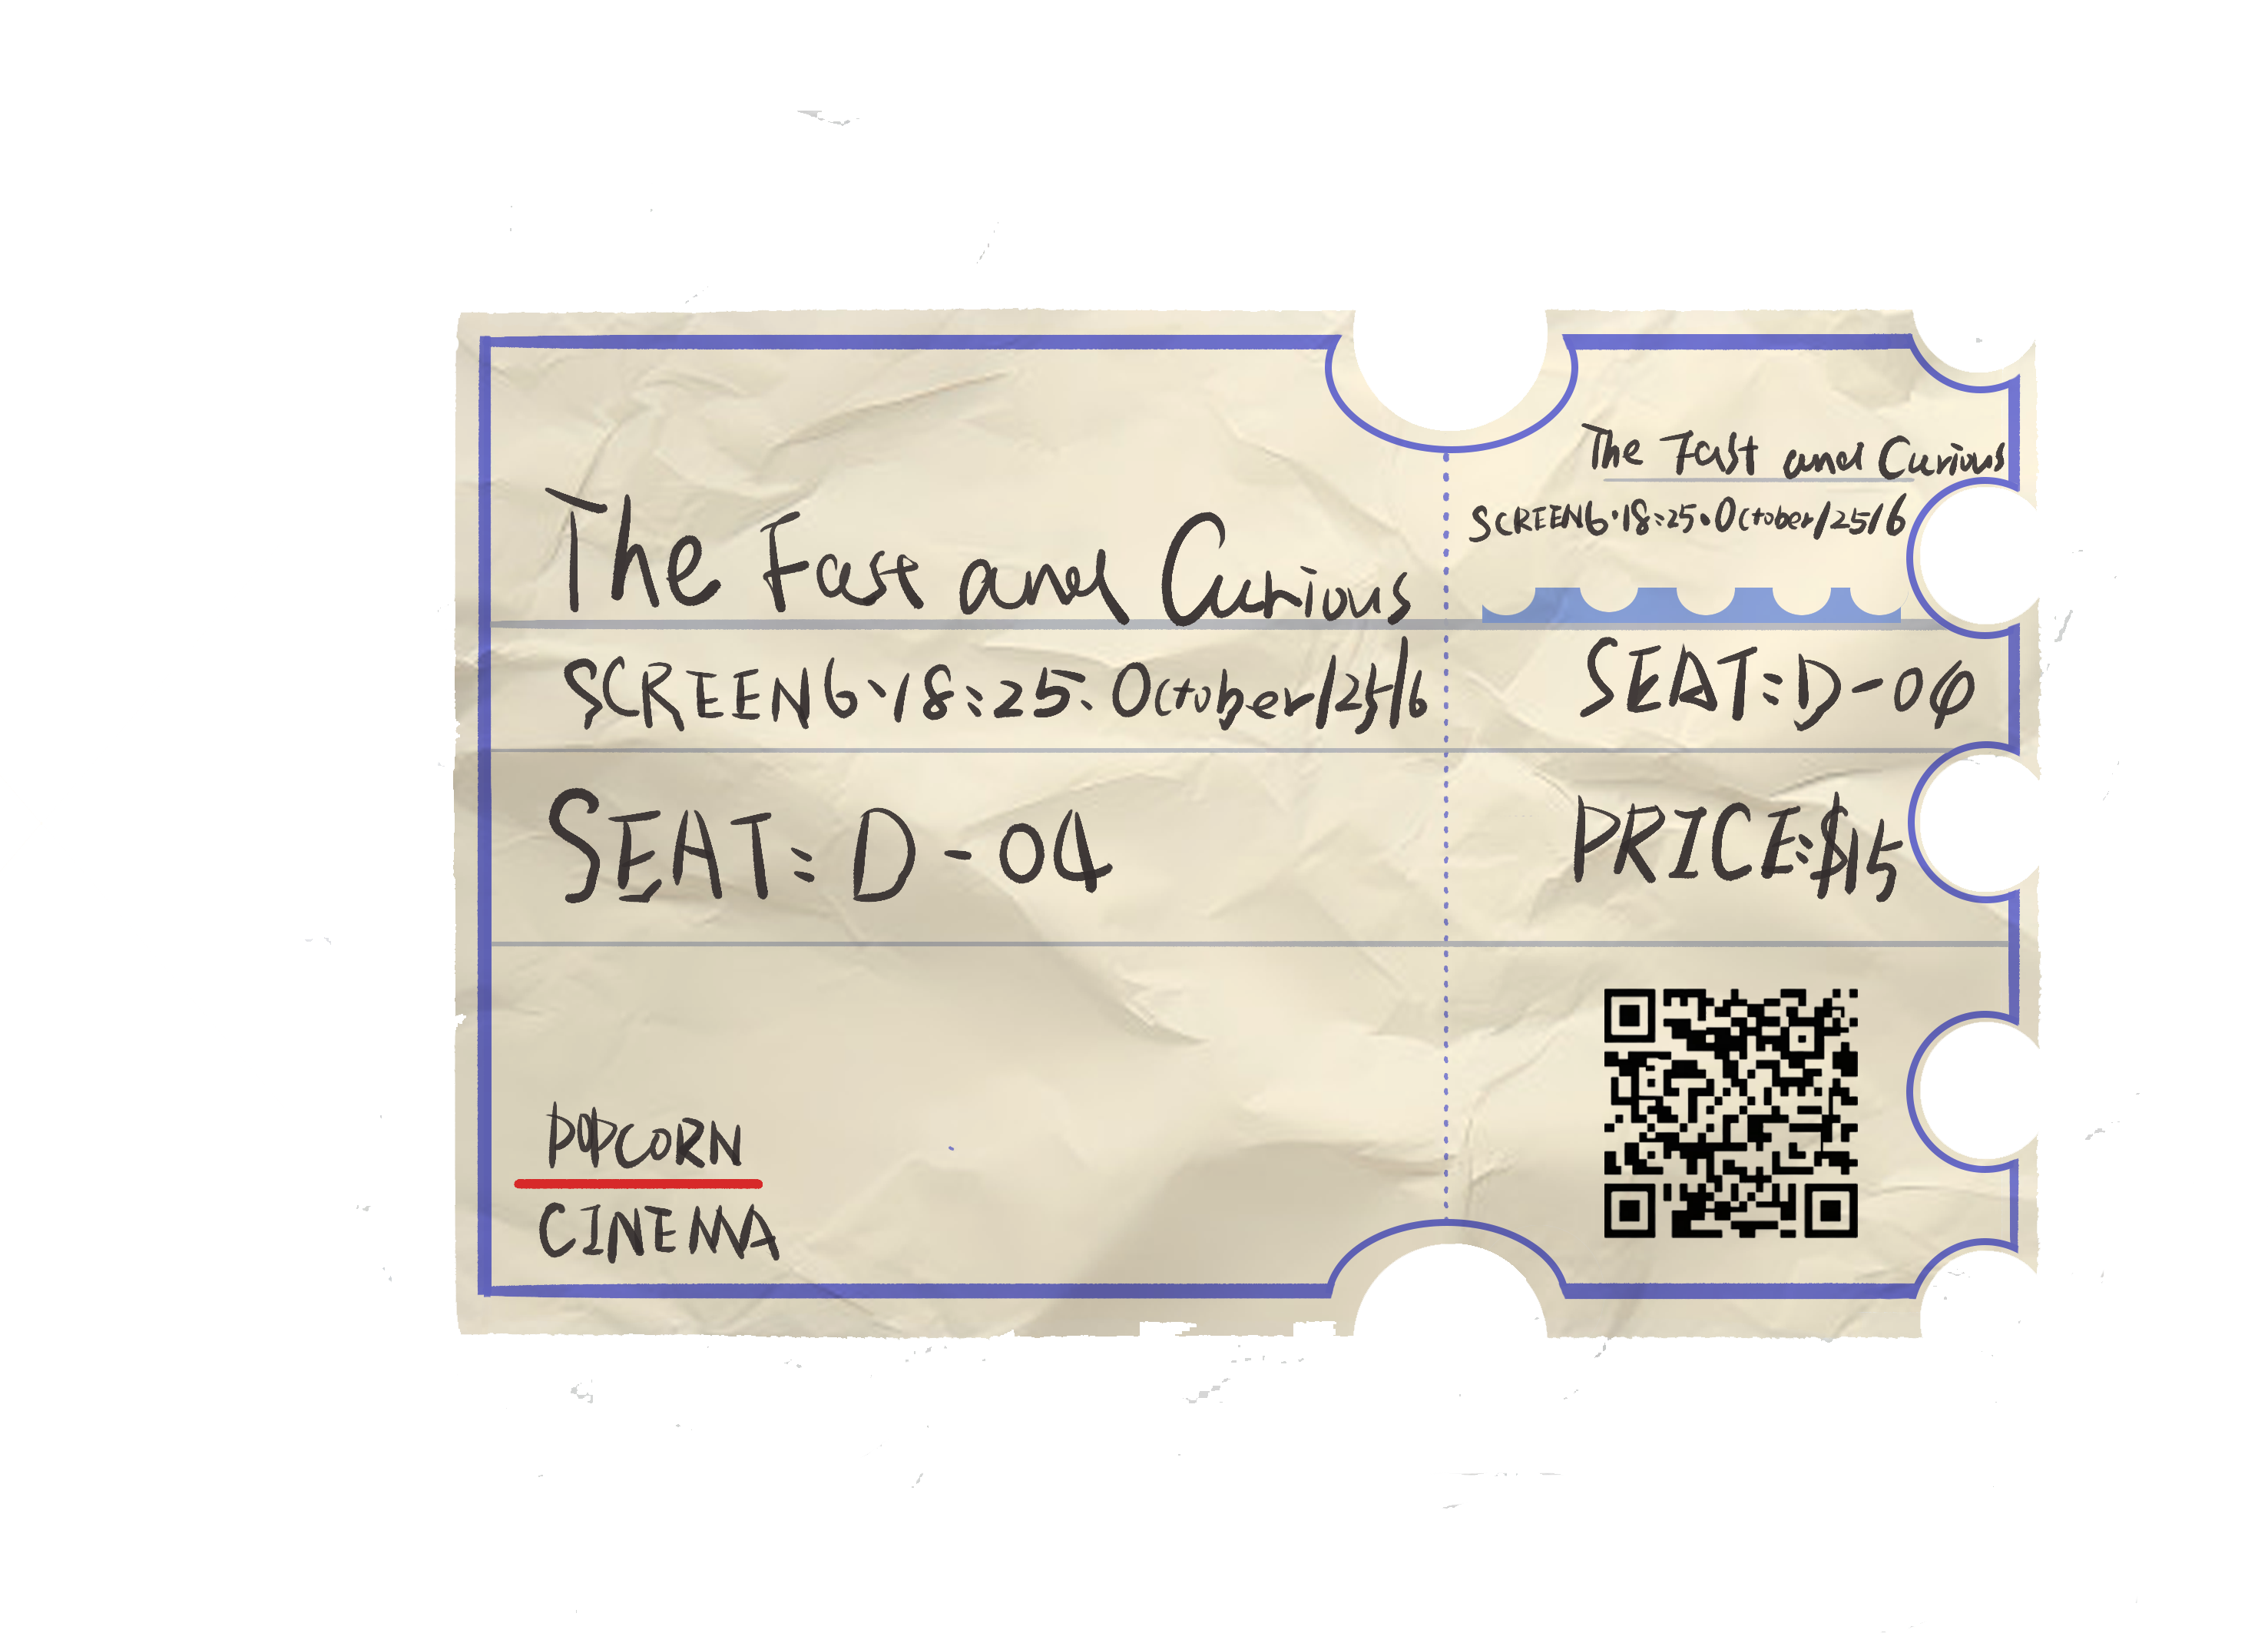 The Fast and Curious
SCREEN6·18:25·October/25/6
SEAT: D-04
POPCORN
CINEMA
The Fast and Curious
SCREEN6·18:25·October/25/6
SEAT:D-04
PRICE:$15